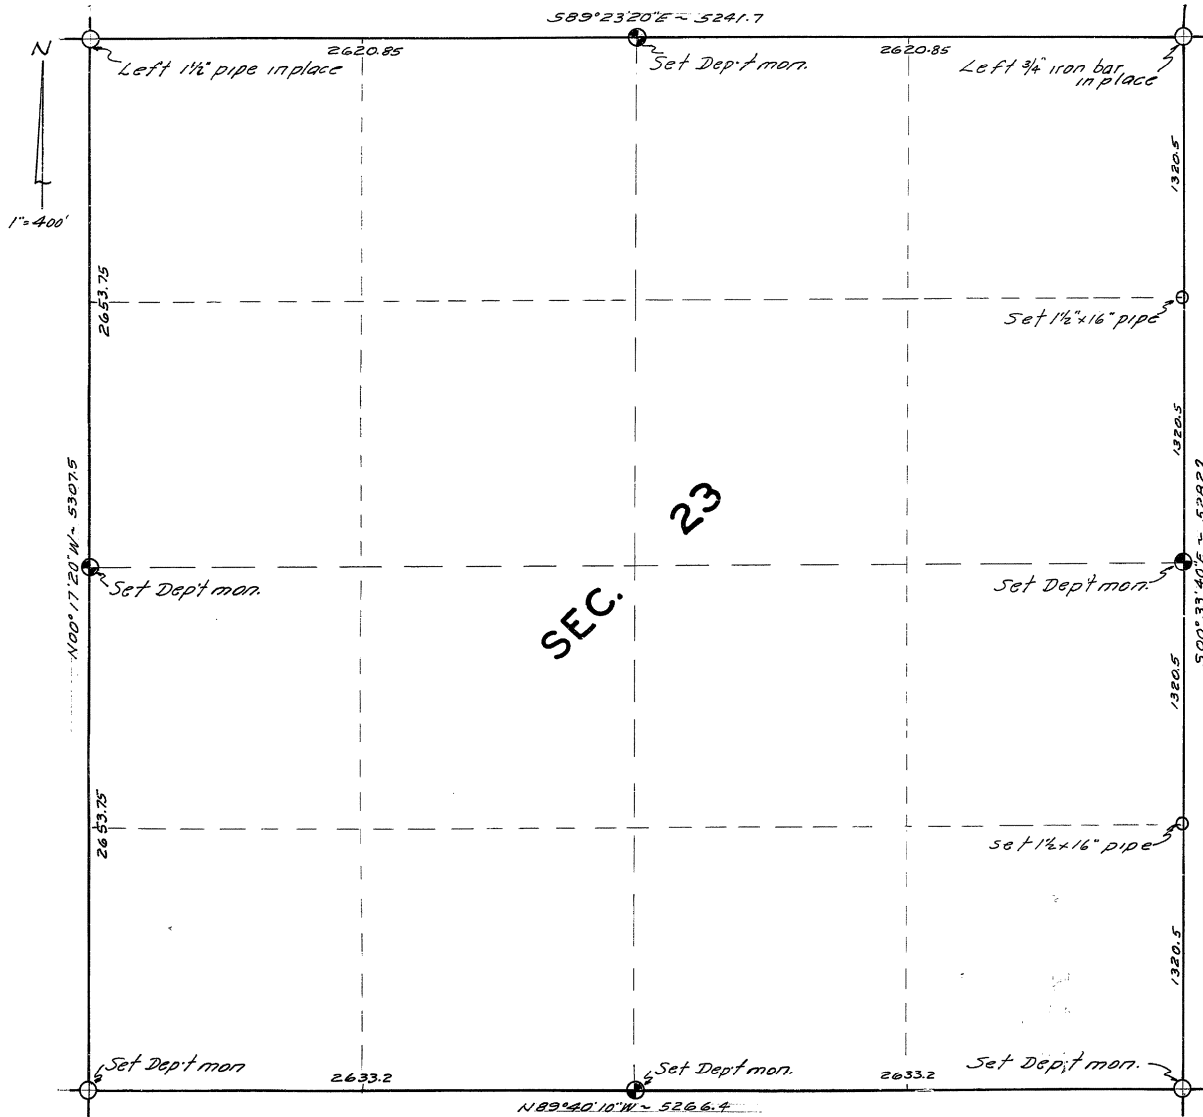 S89°23'20"E ~ 5241.7
N
2620.85
2620.85
Left 1½" pipe in place
Set Dep't mon.
Left ¾" iron bar
in place
1320.5
1"=400'
2653.75
Set 1½"x16" pipe
1320.5
N00°17'20"W ~ 5307.5
23
S00°33'40"E ~
Set Dep't mon.
Set Dep't mon.
SEC.
1320.5
2653.75
set 1½x16" pipe
1320.5
Set Dep't mon
2633.2
Set Dep't mon.
2633.2
Set Dep't mon.
N89°40'10"W ~ 5266.4